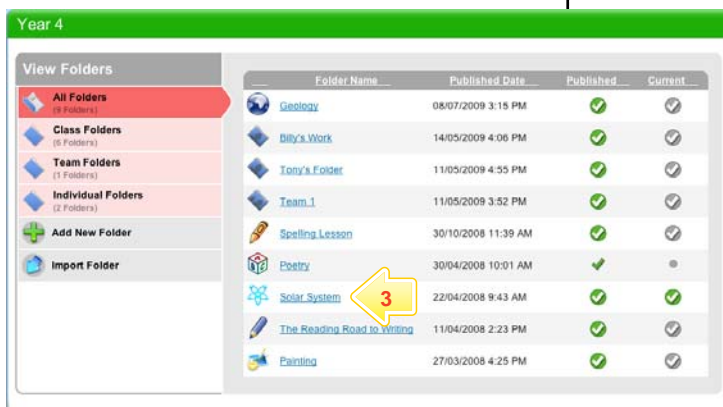 Year 4
View Folders
All Folders
(9 Folders)
Class Folders
(6 Folders)
Team Folders
(1 Folders)
Individual Folders
(2 Folders)
Add New Folder
Import Folder
Folder Name Published Date Published Current
Geology 08/07/2009 3:15 PM
Billy's Work 14/05/2009 4:06 PM
Tony's Folder 11/05/2009 4:55 PM
Team 1 11/05/2009 3:52 PM
Spelling Lesson 30/10/2008 11:39 AM
Poetry 30/04/2008 10:01 AM
Solar System 3 22/04/2008 9:43 AM
The Reading Road to Writing 11/04/2008 2:23 PM
Painting 27/03/2008 4:25 PM